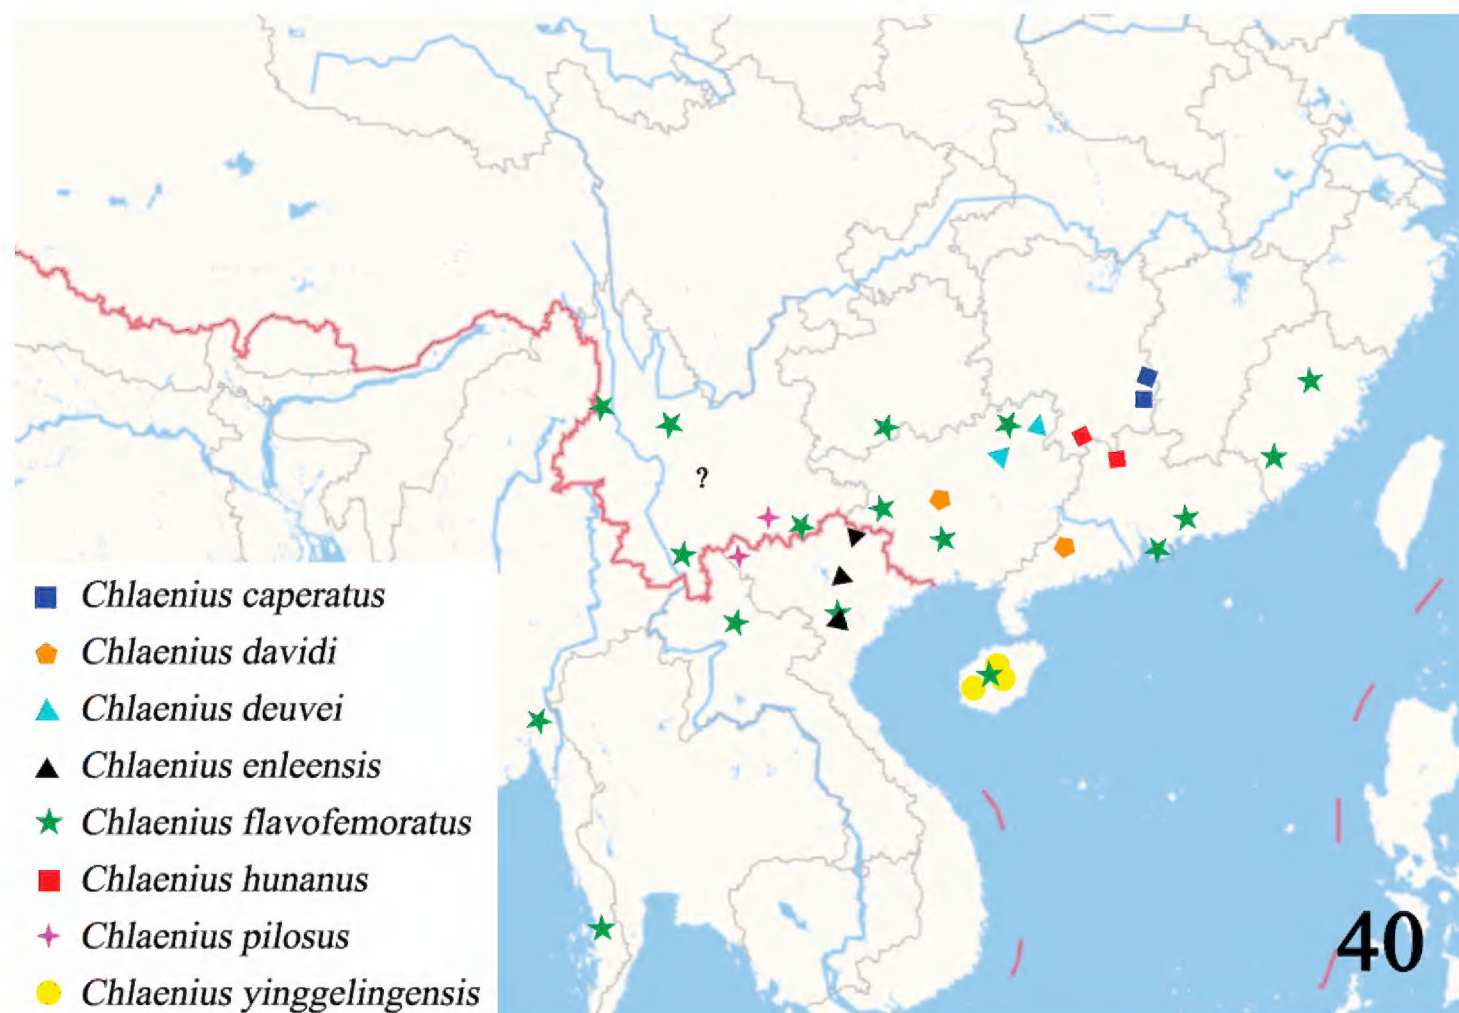 ?
Chlaenius caperatus
Chlaenius davidi
Chlaenius deuvei
Chlaenius enleensis
Chlaenius flavofemoratus
Chlaenius hunanus
Chlaenius pilosus
Chlaenius yinggelingensis
40